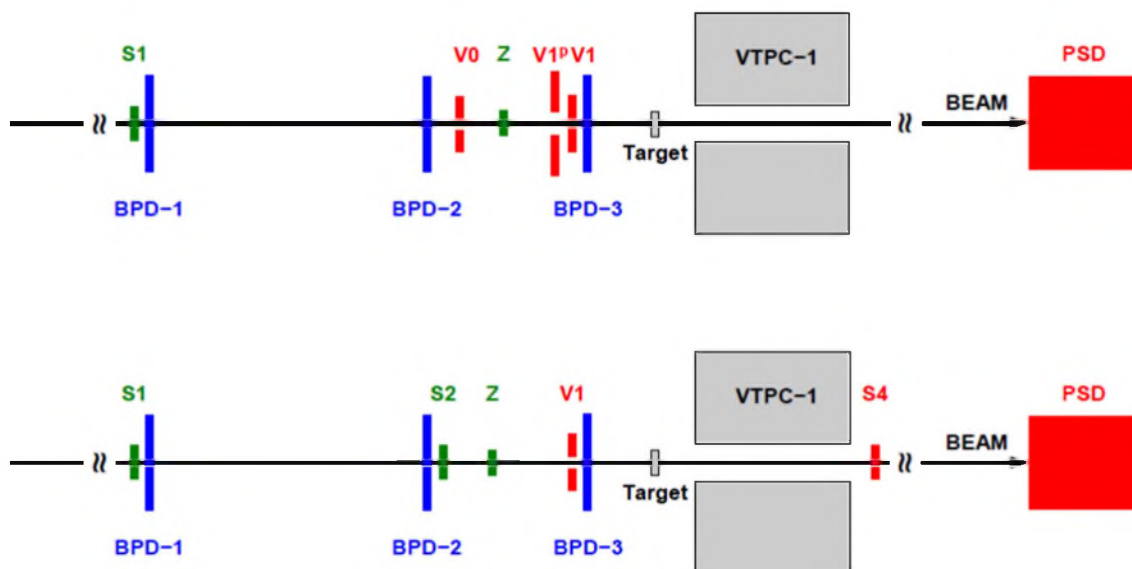 S1 V0 Z V1ᵖ V1 VTPC−1 PSD
BEAM
Target
BPD−1 BPD−2 BPD−3
S1 S2 Z V1 VTPC−1 S4 PSD
BEAM
Target
BPD−1 BPD−2 BPD−3